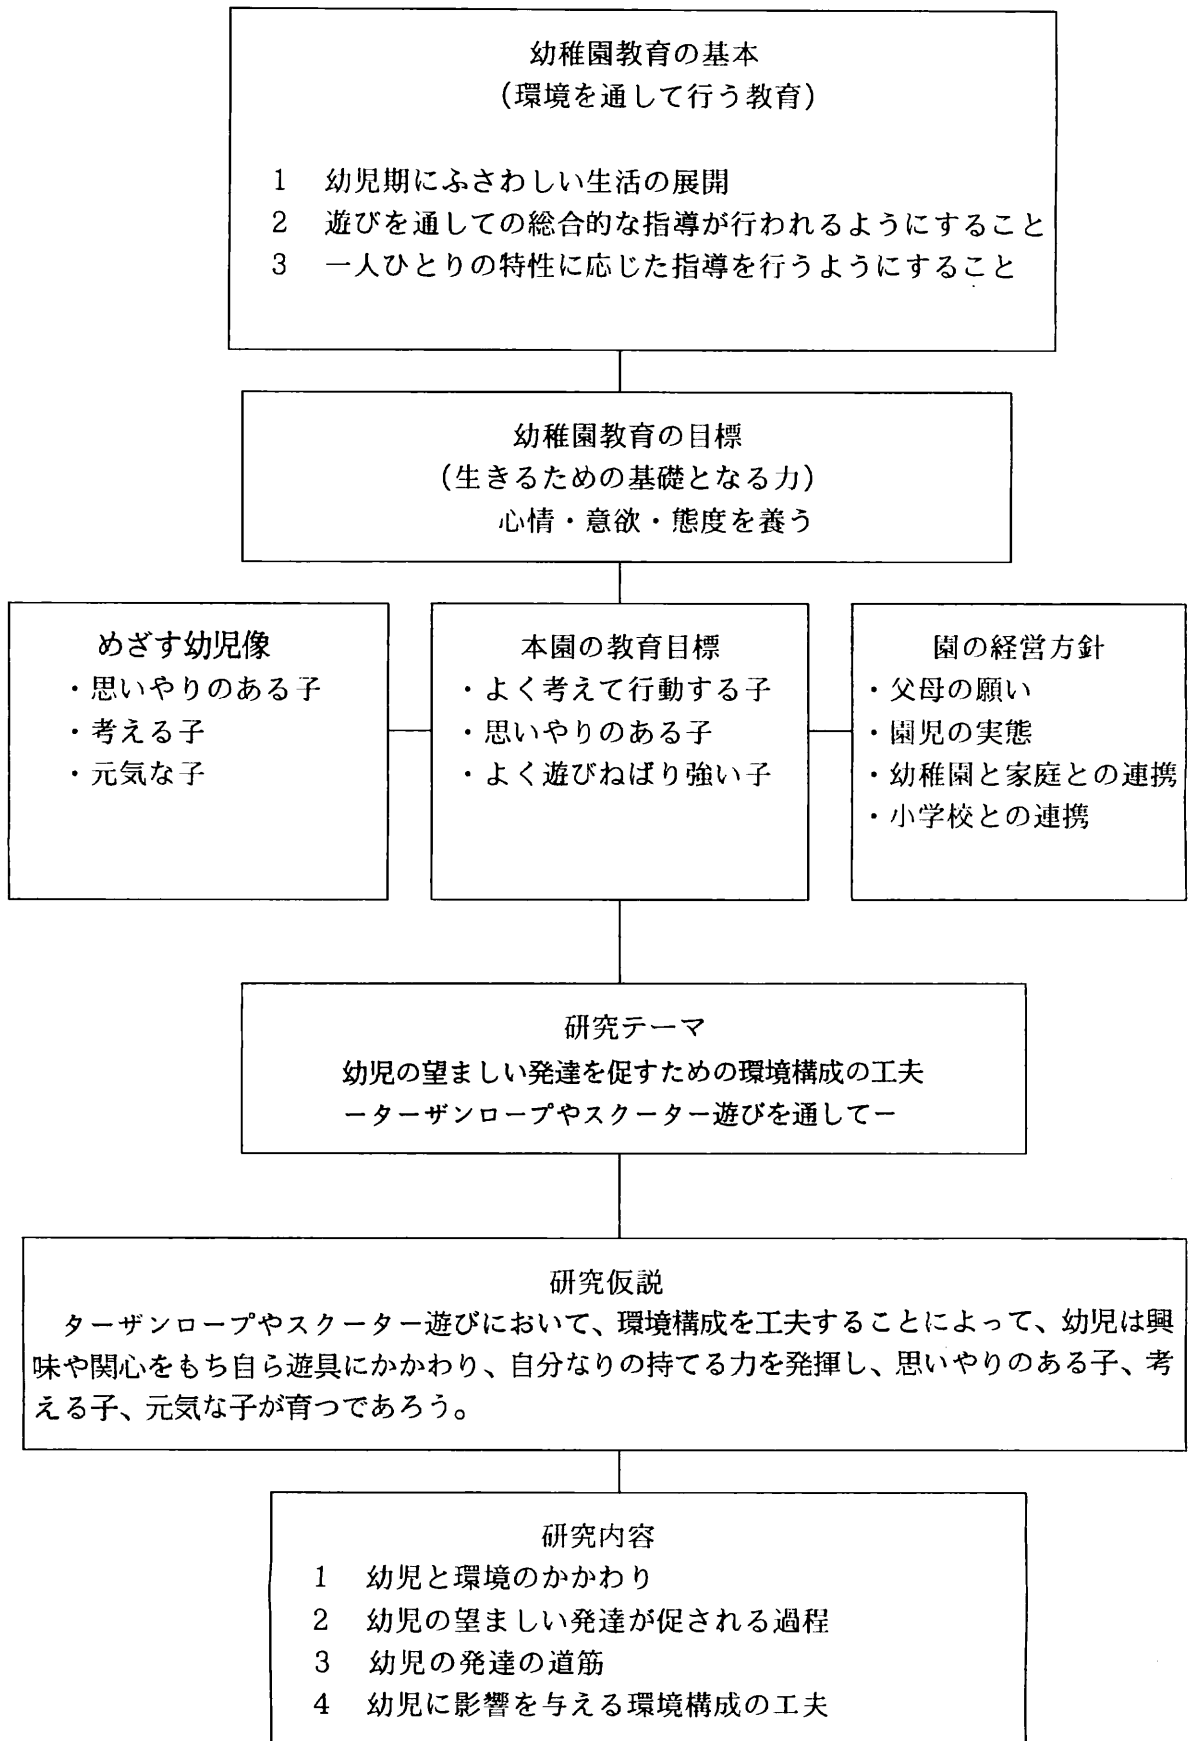 幼稚園教育の基本
(環境を通して行う教育)
1 幼児期にふさわしい生活の展開
2 遊びを通しての総合的な指導が行われるようにすること
3 一人ひとりの特性に応じた指導を行うようにすること
幼稚園教育の目標
(生きるための基礎となる力)
心情・意欲・態度を養う
めざす幼児像
・思いやりのある子
・考える子
・元気な子
本園の教育目標
・よく考えて行動する子
・思いやりのある子
・よく遊びねばり強い子
園の経営方針
・父母の願い
・園児の実態
・幼稚園と家庭との連携
・小学校との連携
研究テーマ
幼児の望ましい発達を促すための環境構成の工夫
ーターザンロープやスクーター遊びを通してー
研究仮説
ターザンロープやスクーター遊びにおいて、環境構成を工夫することによって、幼児は興
味や関心をもち自ら遊具にかかわり、自分なりの持てる力を発揮し、思いやりのある子、考
える子、元気な子が育つであろう。
研究内容
1 幼児と環境のかかわり
2 幼児の望ましい発達が促される過程
3 幼児の発達の道筋
4 幼児に影響を与える環境構成の工夫